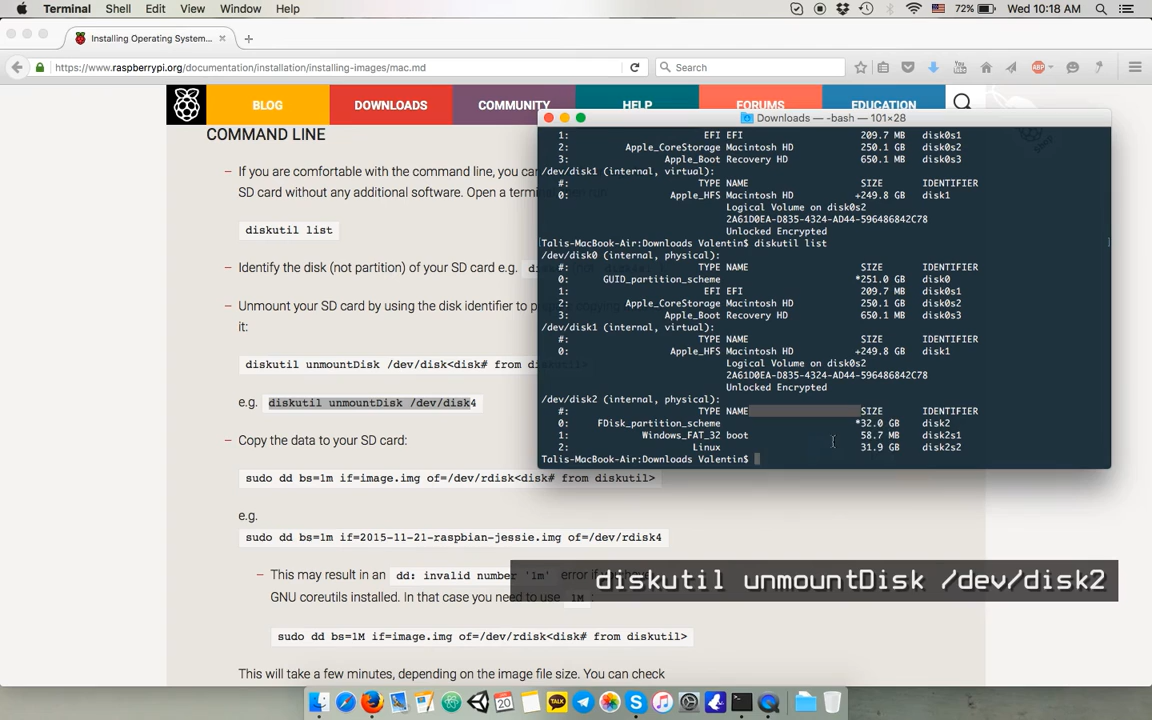 Terminal Shell Edit View Window Help 72% Wed 10:18 AM
Installing Operating System...
https://www.raspberrypi.org/documentation/installation/installing-images/mac.md Search
BLOG DOWNLOADS COMMUNITY HELP FORUMS EDUCATION
COMMAND LINE
If you are comfortable with the command line, you can
SD card without any additional software. Open a
diskutil list
Identify the disk (not partition) of your SD card e.g.
Unmount your SD card by using the disk identifier to
it:
diskutil unmountDisk /dev/disk<disk# from diskutil>
e.g. diskutil unmountDisk /dev/disk4
Copy the data to your SD card:
sudo dd bs=1m if=image.img of=/dev/rdisk<disk# from diskutil>
e.g.
sudo dd bs=1m if=2015-11-21-raspbian-jessie.img of=/dev/rdisk4
This may result in an dd: invalid number '1m' error if you have
GNU coreutils installed. In that case you need to use 1M :
sudo dd bs=1M if=image.img of=/dev/rdisk<disk# from diskutil>
This will take a few minutes, depending on the image file size. You can check
Downloads — -bash — 101×28
1: EFI EFI 209.7 MB disk0s1
2: Apple_CoreStorage Macintosh HD 250.1 GB disk0s2
3: Apple_Boot Recovery HD 650.1 MB disk0s3
/dev/disk1 (internal, virtual):
#: TYPE NAME SIZE IDENTIFIER
0: Apple_HFS Macintosh HD +249.8 GB disk1
Logical Volume on disk0s2
2A61D0EA-D835-4324-AD44-596486842C78
Unlocked Encrypted
Talis-MacBook-Air:Downloads Valentin$ diskutil list
/dev/disk0 (internal, physical):
#: TYPE NAME SIZE IDENTIFIER
0: GUID_partition_scheme *251.0 GB disk0
1: EFI EFI 209.7 MB disk0s1
2: Apple_CoreStorage Macintosh HD 250.1 GB disk0s2
3: Apple_Boot Recovery HD 650.1 MB disk0s3
/dev/disk1 (internal, virtual):
#: TYPE NAME SIZE IDENTIFIER
0: Apple_HFS Macintosh HD +249.8 GB disk1
Logical Volume on disk0s2
2A61D0EA-D835-4324-AD44-596486842C78
Unlocked Encrypted
/dev/disk2 (internal, physical):
#: TYPE NAME SIZE IDENTIFIER
0: FDisk_partition_scheme *32.0 GB disk2
1: Windows_FAT_32 boot 58.7 MB disk2s1
2: Linux 31.9 GB disk2s2
Talis-MacBook-Air:Downloads Valentin$
diskutil unmountDisk /dev/disk2